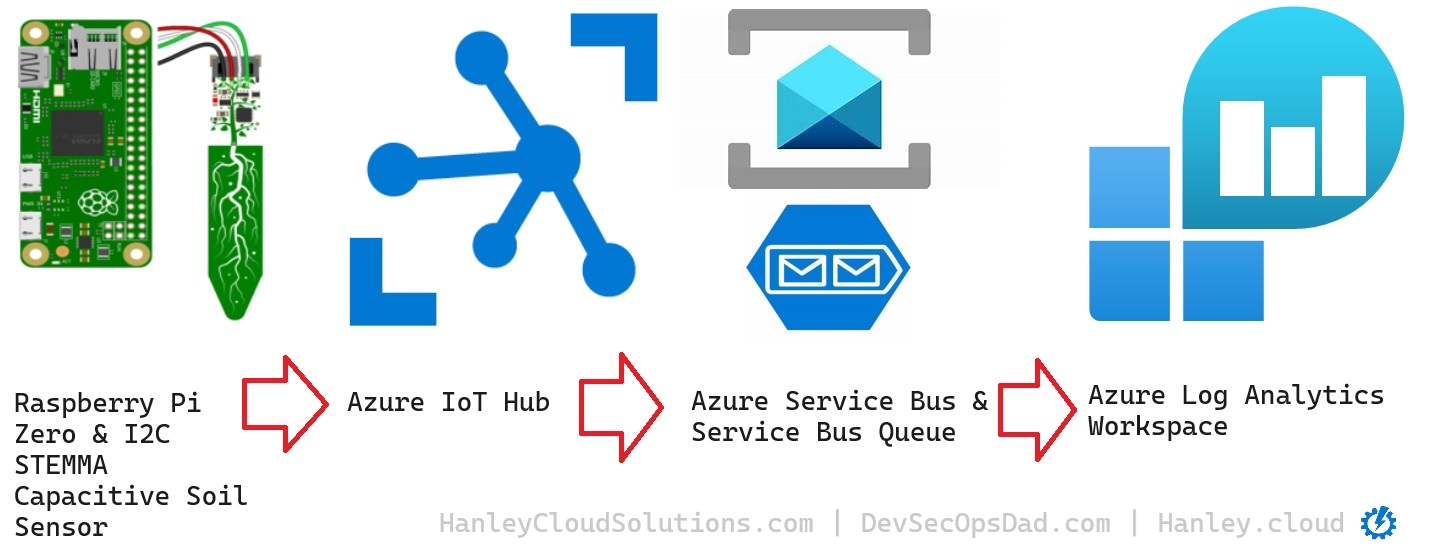 HDMI
Raspberry Pi
Zero & I2C
STEMMA
Capacitive Soil
Sensor
Azure IoT Hub
Azure Service Bus &
Service Bus Queue
Azure Log Analytics
Workspace
HanleyCloudSolutions.com | DevSecOpsDad.com | Hanley.cloud